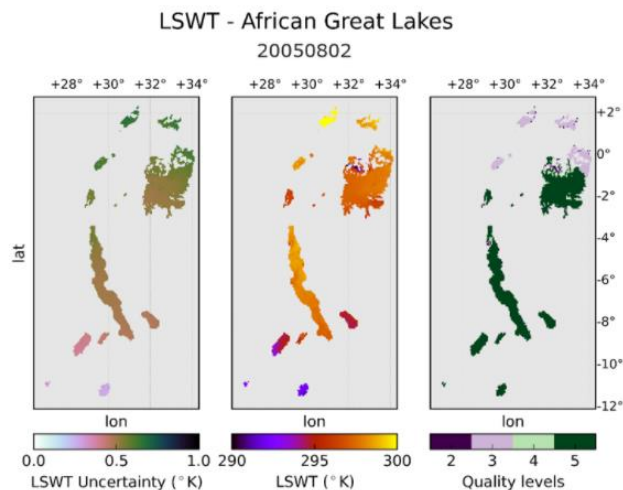 LSWT - African Great Lakes
20050802
+28° +30° +32° +34° +28° +30° +32° +34° +28° +30° +32° +34°
+2°
0°
-2°
lat
-4°
-6°
-8°
-10°
-12°
lon lon lon
0.0 0.5 1.0 290 295 300 2 3 4 5
LSWT Uncertainty (°K) LSWT (°K) Quality levels